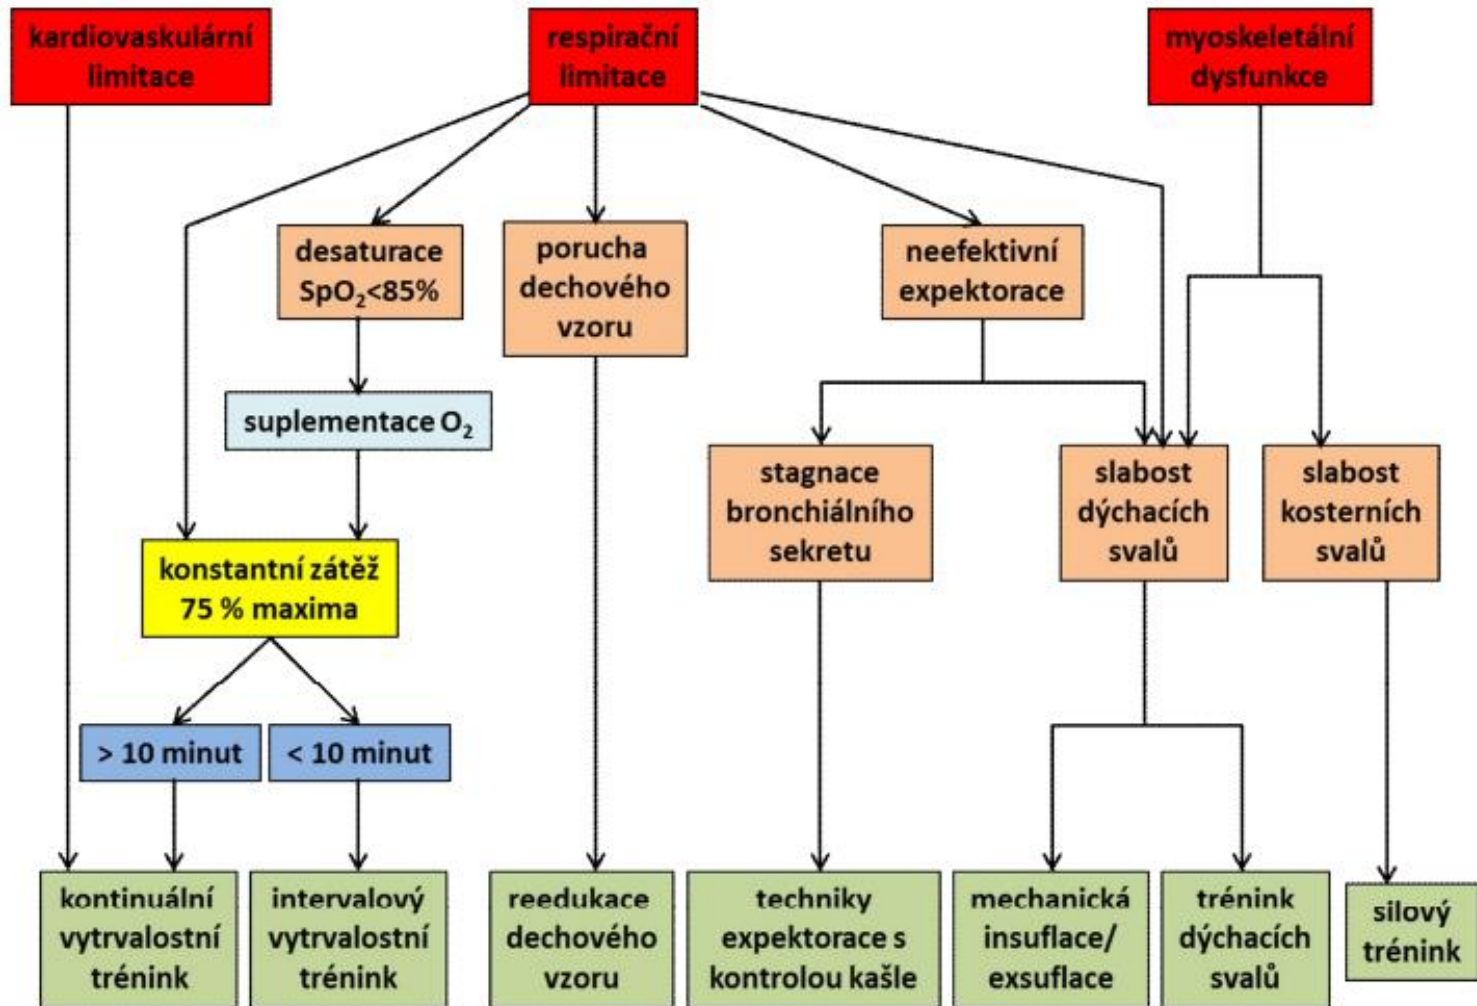 kardiovaskulární
limitace
respirační
limitace
myoskeletální
dysfunkce
desaturace
SpO₂<85%
porucha
dechového
vzoru
neefektivní
expektorace
suplementace O₂
stagnace
bronchiálního
sekretu
slabost
dýchacích
svalů
slabost
kosterních
svalů
konstantní zátěž
75 % maxima
> 10 minut
< 10 minut
kontinuální
vytrvalostní
trénink
intervalový
vytrvalostní
trénink
reedukace
dechového
vzoru
techniky
expektorace s
kontrolou kašle
mechanická
insuflace/
exsuflace
trénink
dýchacích
svalů
silový
trénink